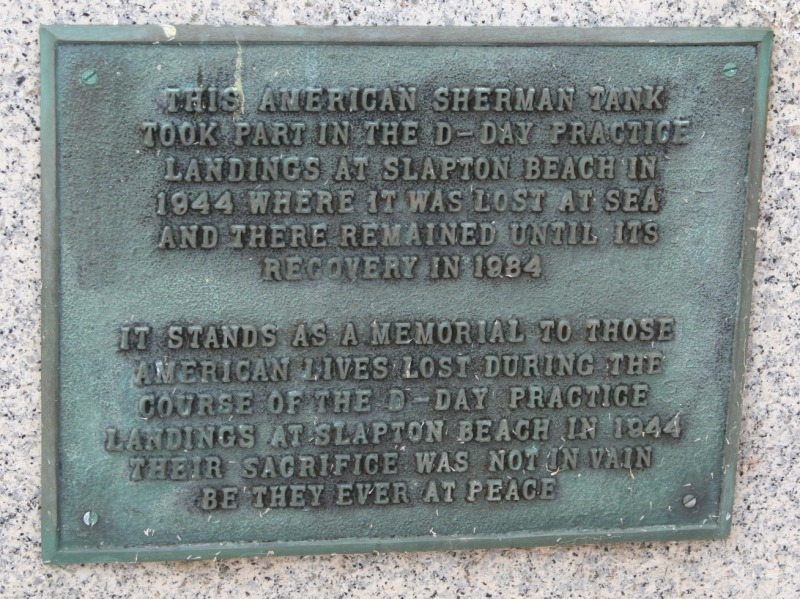 THIS AMERICAN SHERMAN TANK
TOOK PART IN THE D-DAY PRACTICE
LANDINGS AT SLAPTON BEACH IN
1944 WHERE IT WAS LOST AT SEA
AND THERE REMAINED UNTIL ITS
RECOVERY IN 1984
IT STANDS AS A MEMORIAL TO THOSE
AMERICAN LIVES LOST DURING THE
COURSE OF THE D-DAY PRACTICE
LANDINGS AT SLAPTON BEACH IN 1944
THEIR SACRIFICE WAS NOT IN VAIN
BE THEY EVER AT PEACE